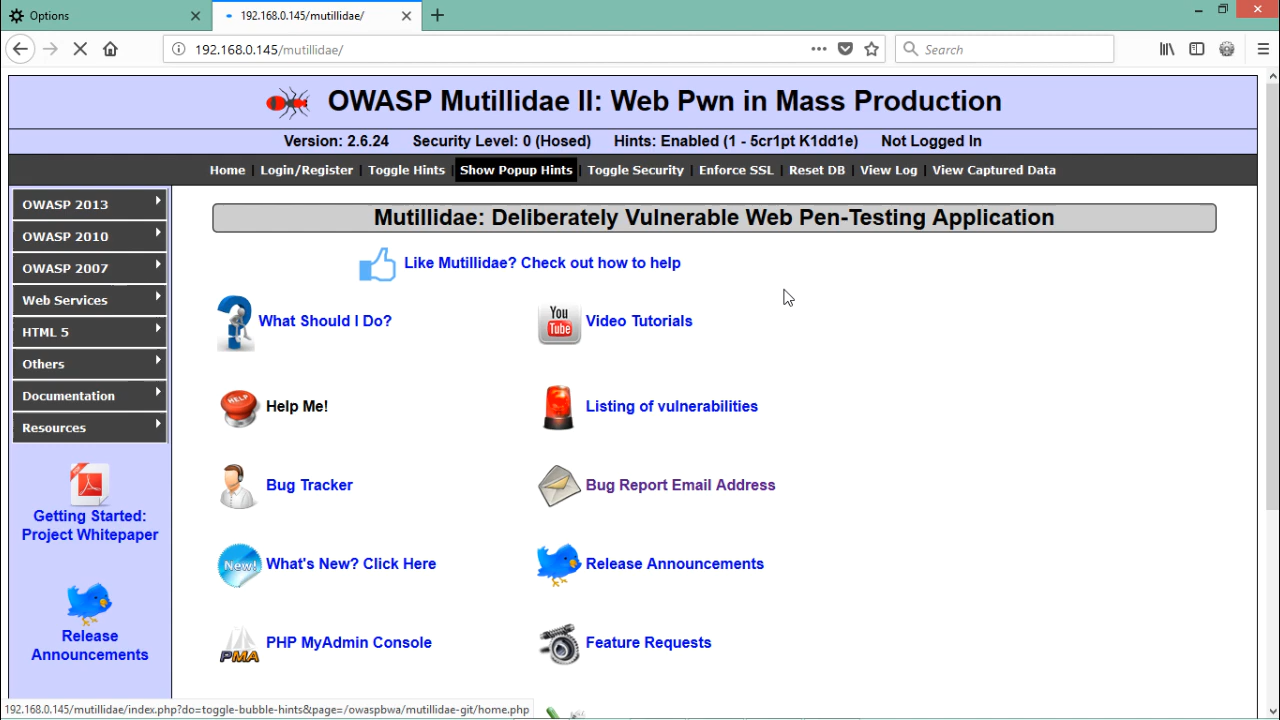 Options
192.168.0.145/mutillidae/
192.168.0.145/mutillidae/
Search
OWASP Mutillidae II: Web Pwn in Mass Production
Version: 2.6.24 Security Level: 0 (Hosed) Hints: Enabled (1 - 5cr1pt K1dd1e) Not Logged In
Home | Login/Register | Toggle Hints | Show Popup Hints | Toggle Security | Enforce SSL | Reset DB | View Log | View Captured Data
OWASP 2013
OWASP 2010
OWASP 2007
Web Services
HTML 5
Others
Documentation
Resources
Getting Started:
Project Whitepaper
Release
Announcements
Mutillidae: Deliberately Vulnerable Web Pen-Testing Application
Like Mutillidae? Check out how to help
What Should I Do?
You
Tube
Video Tutorials
HELP
Help Me!
Listing of vulnerabilities
Bug Tracker
Bug Report Email Address
New!
What's New? Click Here
Release Announcements
PMA
PHP MyAdmin Console
Feature Requests
192.168.0.145/mutillidae/index.php?do=toggle-bubble-hints&page=/owaspbwa/mutillidae-git/home.php